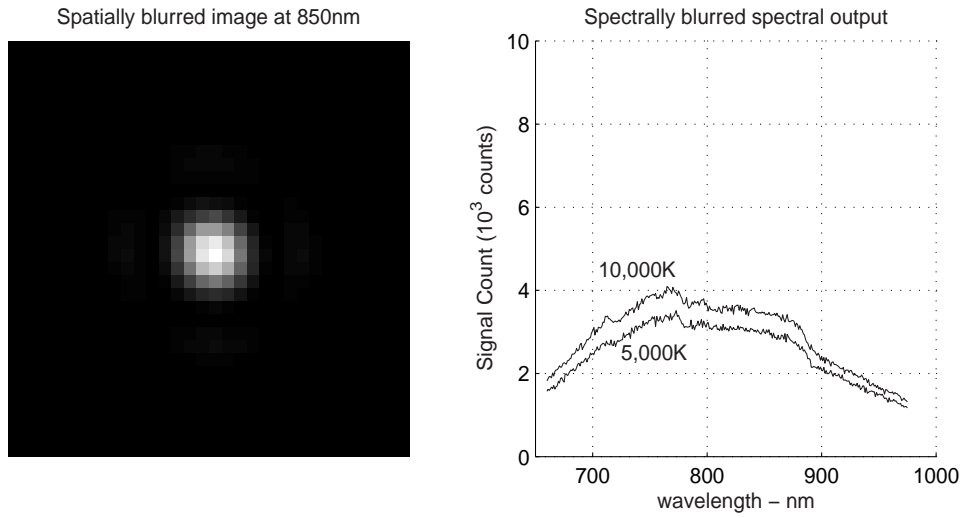 Spatially blurred image at 850nm
Spectrally blurred spectral output
10
8
6
4
2
0
Signal Count (10³ counts)
10,000K
5,000K
700 800 900 1000
wavelength − nm